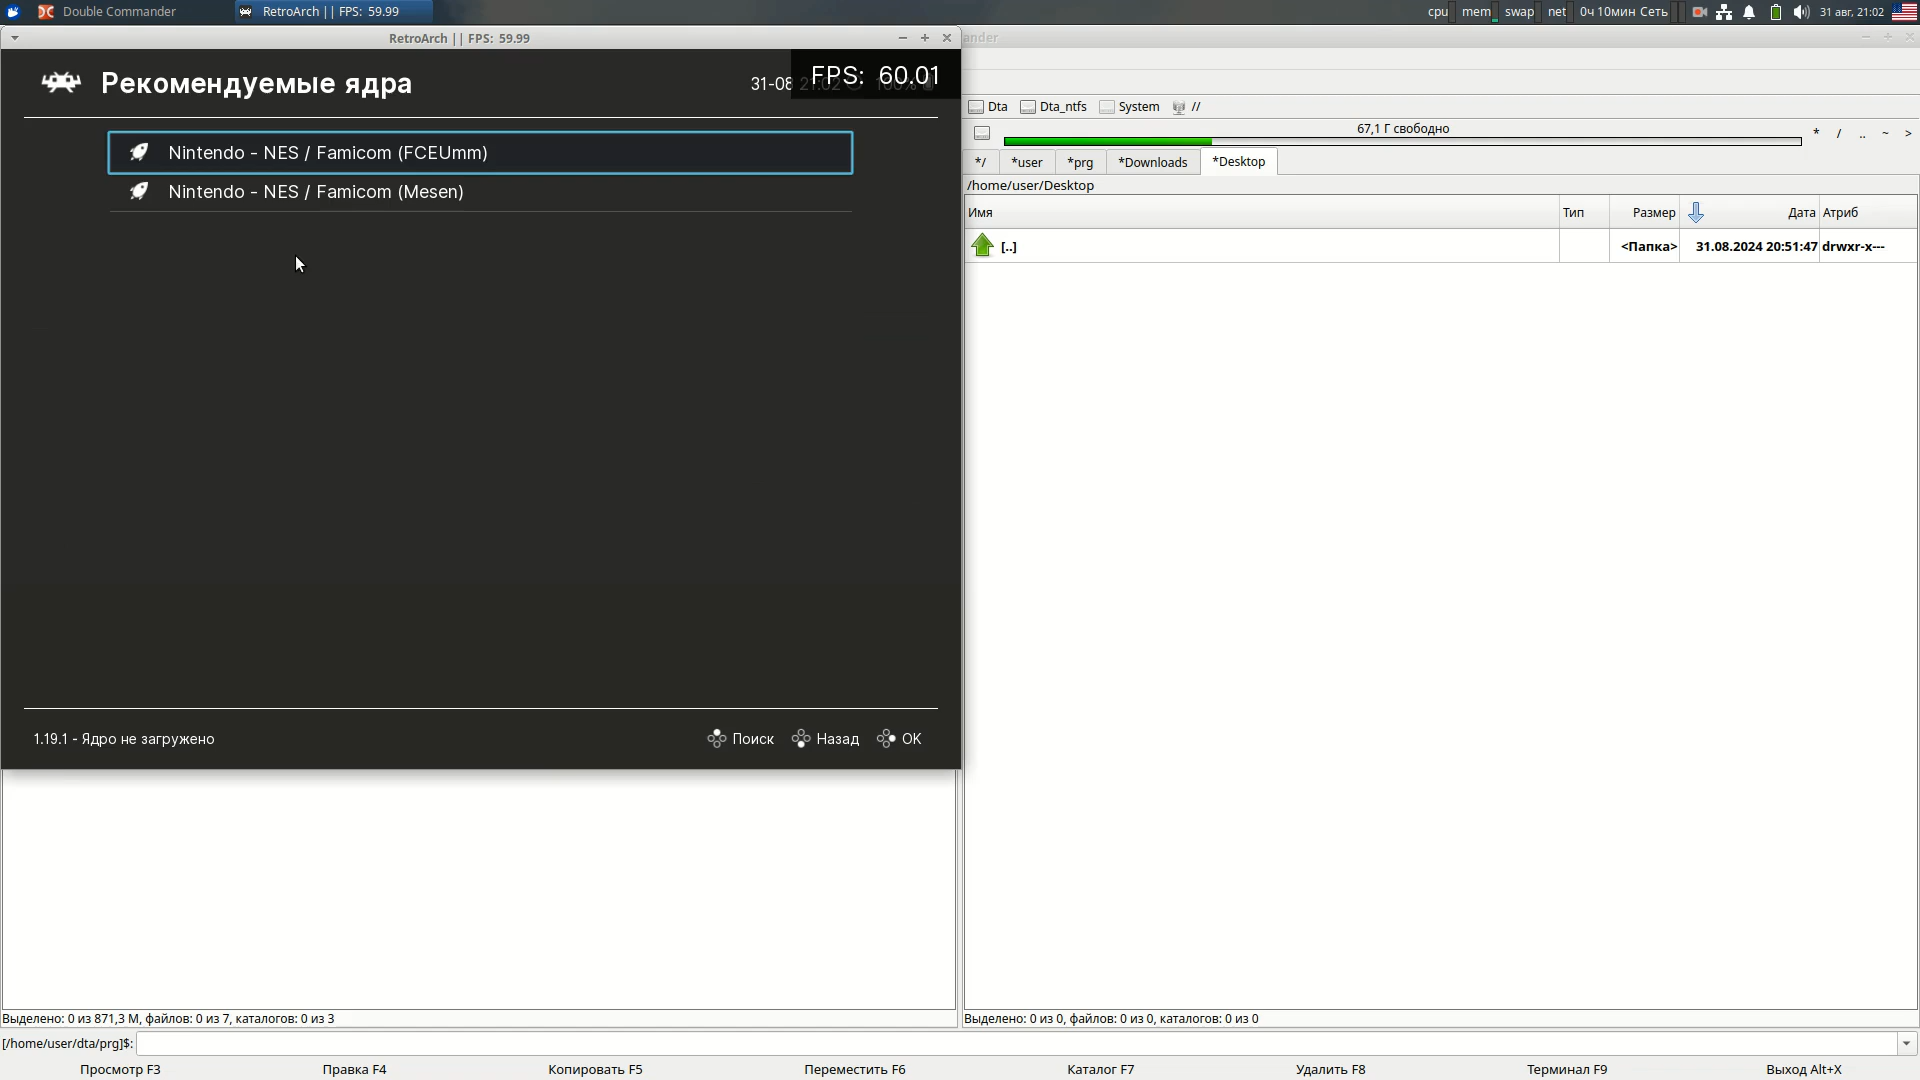 Double Commander
RetroArch || FPS: 59.99
cpu
mem
swap
net
0ч 10мин Сеть
31 авг, 21:02
RetroArch || FPS: 59.99
ander
Рекомендуемые ядра
31-08 21:02
100%
FPS: 60.01
Nintendo - NES / Famicom (FCEUmm)
Nintendo - NES / Famicom (Mesen)
1.19.1 - Ядро не загружено
Поиск
Назад
OK
Dta
Dta_ntfs
System
//
67,1 Г свободно
* / .. ~ >
*/
*user
*prg
*Downloads
*Desktop
/home/user/Desktop
Имя
Тип
Размер
Дата
Атриб
[..]
<Папка>
31.08.2024 20:51:47
drwxr-x---
Выделено: 0 из 871,3 М, файлов: 0 из 7, каталогов: 0 из 3
Выделено: 0 из 0, файлов: 0 из 0, каталогов: 0 из 0
[/home/user/dta/prg]$:
Просмотр F3
Правка F4
Копировать F5
Переместить F6
Каталог F7
Удалить F8
Терминал F9
Выход Alt+X